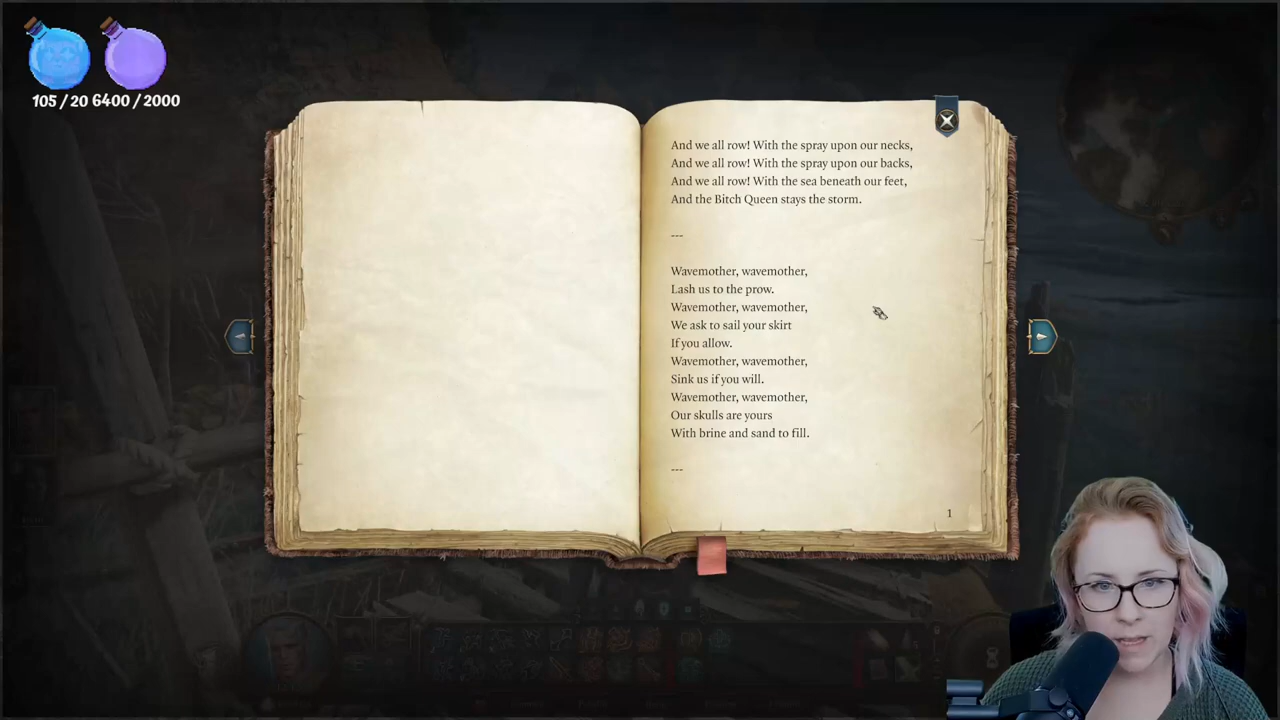 105 / 20 6400 / 2000
And we all row! With the spray upon our necks,
And we all row! With the spray upon our backs,
And we all row! With the sea beneath our feet,
And the Bitch Queen stays the storm.
---
Wavemother, wavemother,
Lash us to the prow.
Wavemother, wavemother,
We ask to sail your skirt
If you allow.
Wavemother, wavemother,
Sink us if you will.
Wavemother, wavemother,
Our skulls are yours
With brine and sand to fill.
---
1